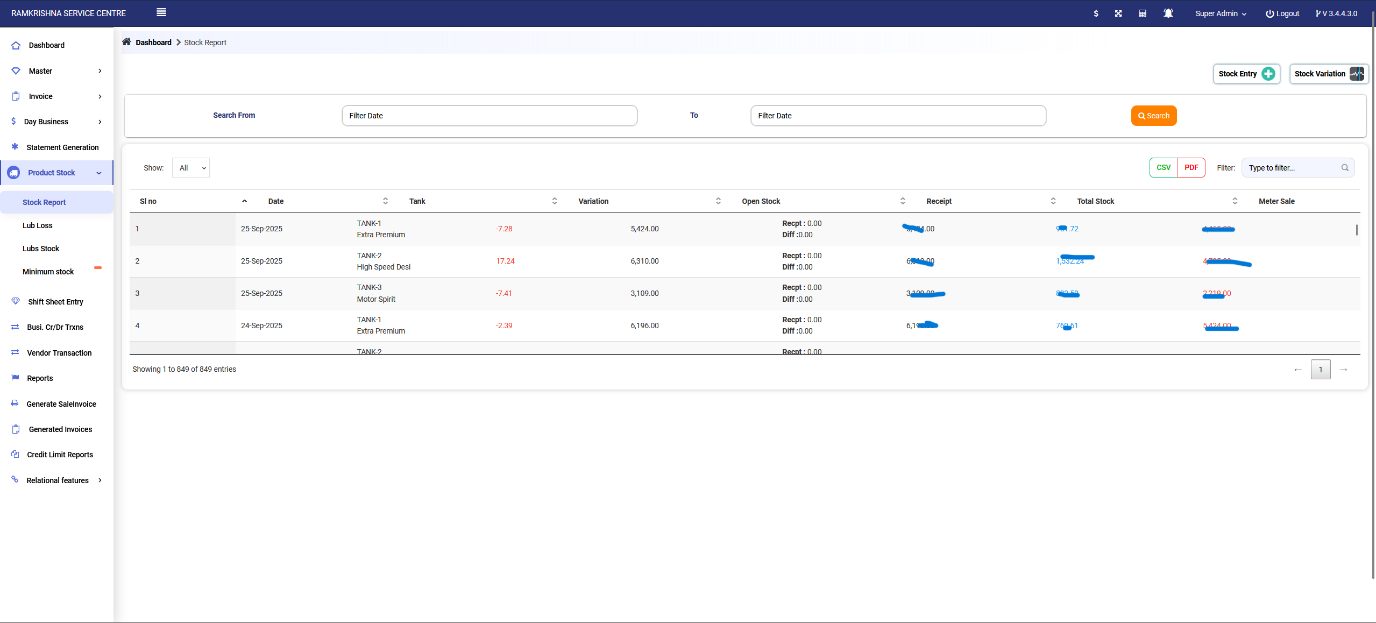 RAMKRISHNA SERVICE CENTRE
$ Super Admin Logout V 3.4.4.3.0
Dashboard
Master
Invoice
$ Day Business
Statement Generation
Product Stock
Stock Report
Lub Loss
Lubs Stock
Minimum stock
Shift Sheet Entry
Busi. Cr/Dr Trxns
Vendor Transaction
Reports
Generate SaleInvoice
Generated Invoices
Credit Limit Reports
Relational features
Dashboard Stock Report
Stock Entry Stock Variation
Search From Filter Date To Filter Date Search
Show: All CSV PDF Filter: Type to filter...
Sl no Date Tank Variation Open Stock Receipt Total Stock Meter Sale
1 25-Sep-2025 TANK-1 -7.28 5,424.00 Recpt : 0.00
Extra Premium Diff :0.00
2 25-Sep-2025 TANK-2 17.24 6,310.00 Recpt : 0.00
High Speed Desi Diff :0.00
3 25-Sep-2025 TANK-3 -7.41 3,109.00 Recpt : 0.00
Motor Spirit Diff :0.00
4 24-Sep-2025 TANK-1 -2.39 6,196.00 Recpt : 0.00
Extra Premium Diff :0.00
TANK-2 Recpt : 0.00
Showing 1 to 849 of 849 entries
← 1 →